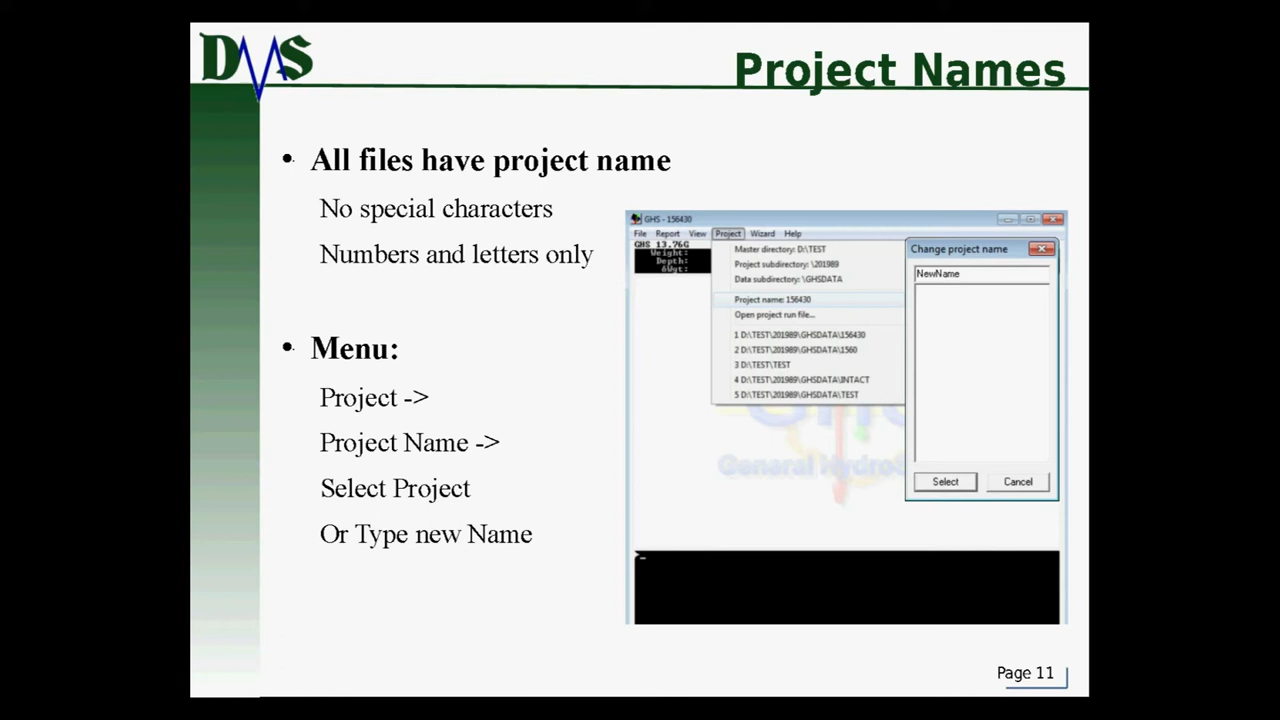 DMS
Project Names
• All files have project name
No special characters
Numbers and letters only
• Menu:
Project ->
Project Name ->
Select Project
Or Type new Name
GHS - 156430
File Report View Project Wizard Help
GHS 13.76G
Weight:
Depth:
&Wgt:
Master directory: D:\TEST
Project subdirectory: \201989
Data subdirectory: \GHSDATA
Project name: 156430
Open project run file...
1 D:\TEST\201989\GHSDATA\156430
2 D:\TEST\201989\GHSDATA\1560
3 D:\TEST\TEST
4 D:\TEST\201989\GHSDATA\INTACT
5 D:\TEST\201989\GHSDATA\TEST
Change project name
NewName
Select Cancel
GHS
General Hydro
Page 11